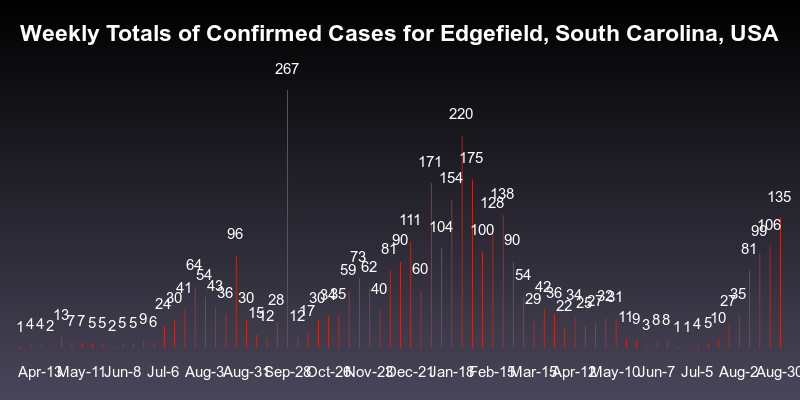 Weekly Totals of Confirmed Cases for Edgefield, South Carolina, USA
1 4 4 2 13 7 7 5 5 2 5 5 9 6 24 30 41 64 54 43 36 96 30 15 12 28 267 12 17 30 34 35 59 73 62 40 81 90 111 60 171 104 154 220 175 100 128 138 90 54 29 42 36 22 34 25 27 32 31 11 9 3 8 8 1 1 4 5 10 27 35 81 99 106 135
Apr-13 May-11 Jun-8 Jul-6 Aug-3 Aug-31 Sep-28 Oct-26 Nov-23 Dec-21 Jan-18 Feb-15 Mar-15 Apr-12 May-10 Jun-7 Jul-5 Aug-2 Aug-30